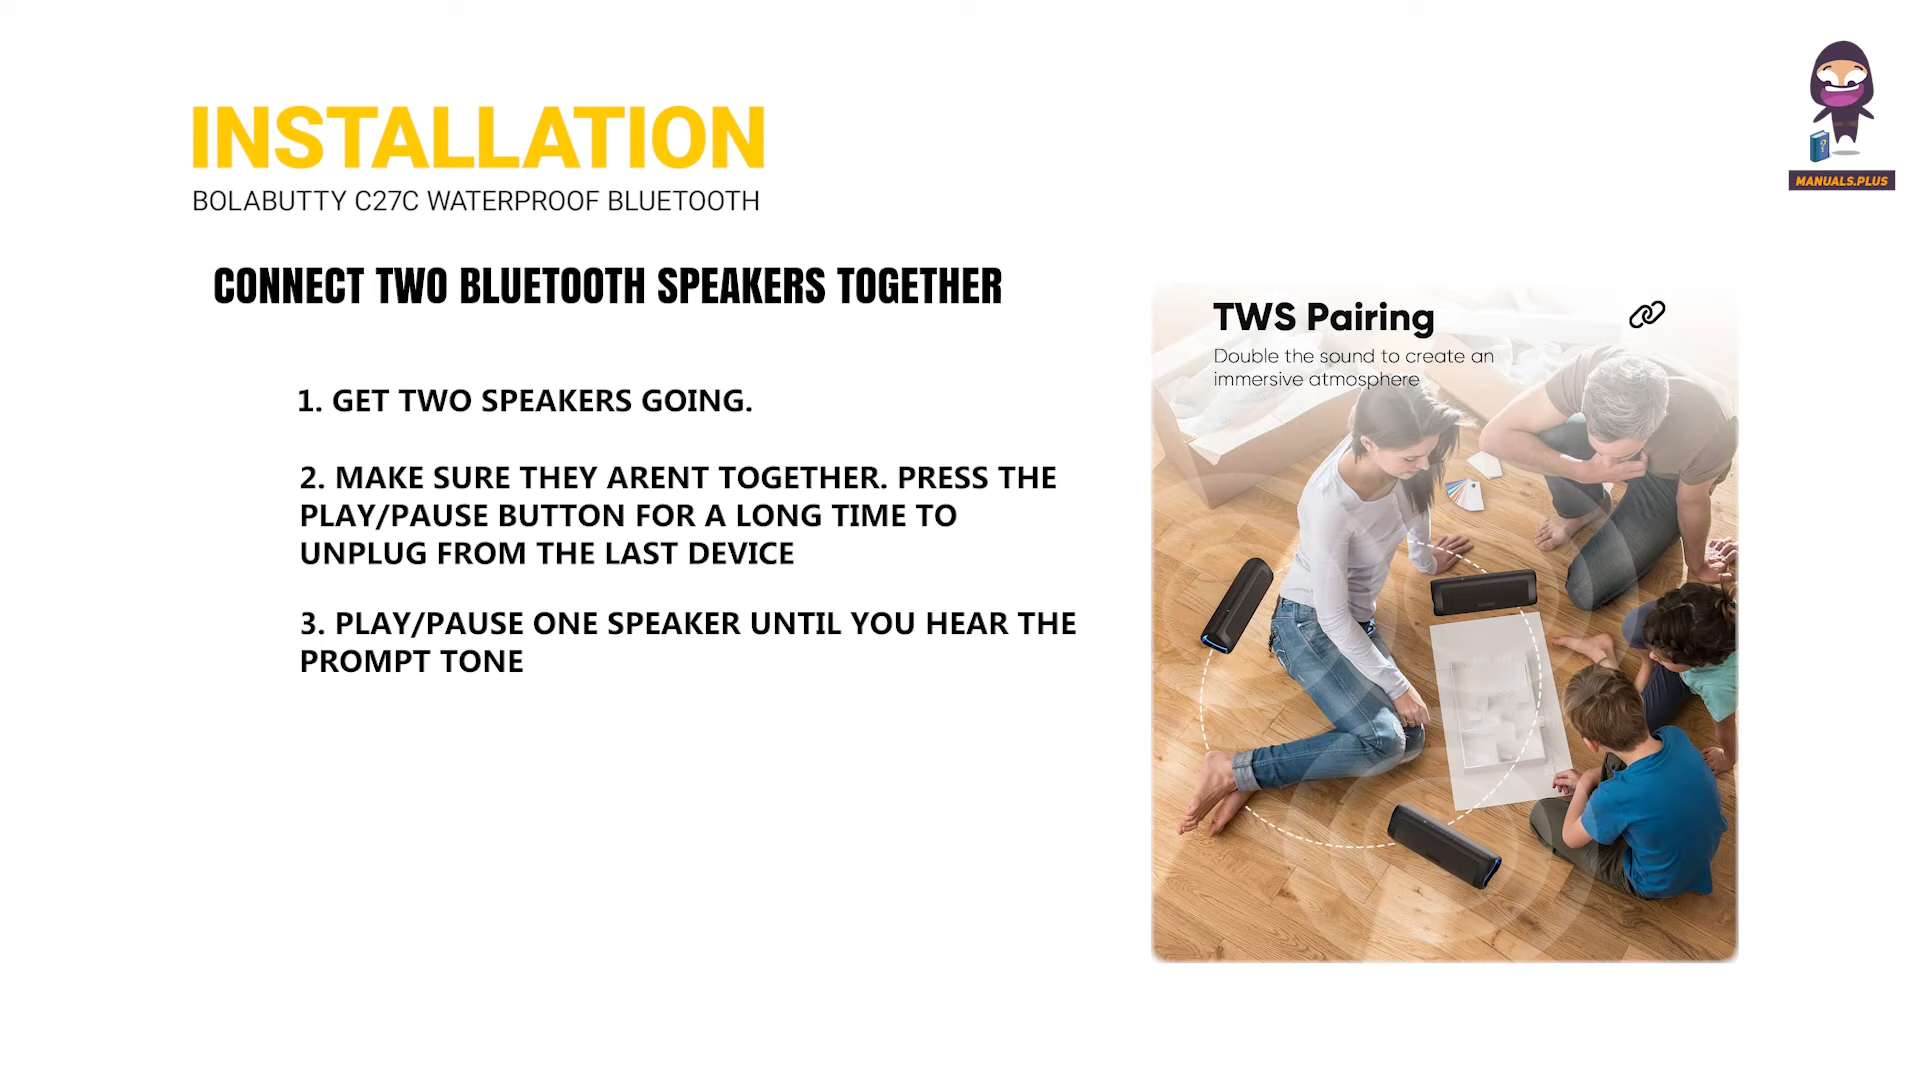 INSTALLATION
BOLABUTTY C27C WATERPROOF BLUETOOTH
CONNECT TWO BLUETOOTH SPEAKERS TOGETHER
1. GET TWO SPEAKERS GOING.
2. MAKE SURE THEY ARENT TOGETHER. PRESS THE
PLAY/PAUSE BUTTON FOR A LONG TIME TO
UNPLUG FROM THE LAST DEVICE
3. PLAY/PAUSE ONE SPEAKER UNTIL YOU HEAR THE
PROMPT TONE
TWS Pairing
Double the sound to create an
immersive atmosphere
?
MANUALS.PLUS